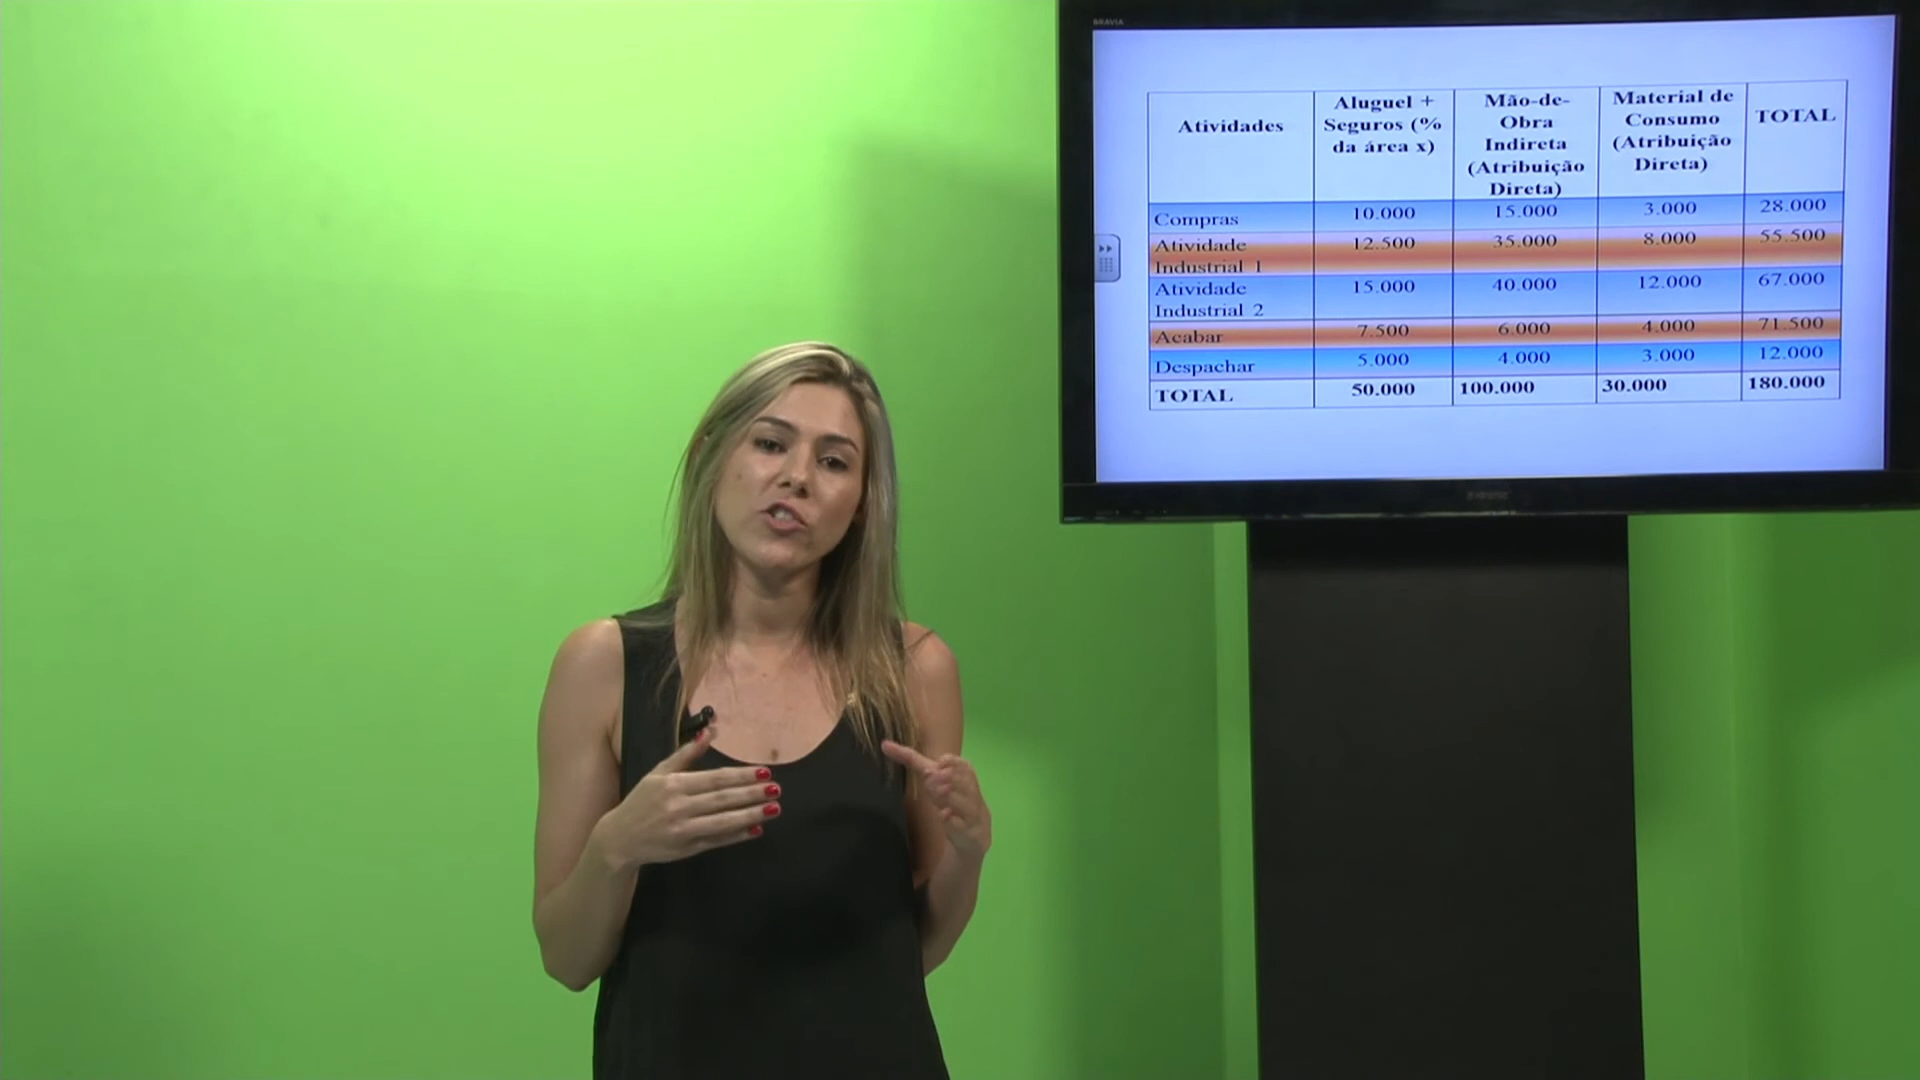 BRAVIA
Atividades
Aluguel +
Seguros (%
da área x)
Mão-de-
Obra
Indireta
(Atribuição
Direta)
Material de
Consumo
(Atribuição
Direta)
TOTAL
Compras 10.000 15.000 3.000 28.000
Atividade
Industrial 1
12.500 35.000 8.000 55.500
Atividade
Industrial 2
15.000 40.000 12.000 67.000
Acabar 7.500 6.000 4.000 71.500
Despachar 5.000 4.000 3.000 12.000
TOTAL 50.000 100.000 30.000 180.000